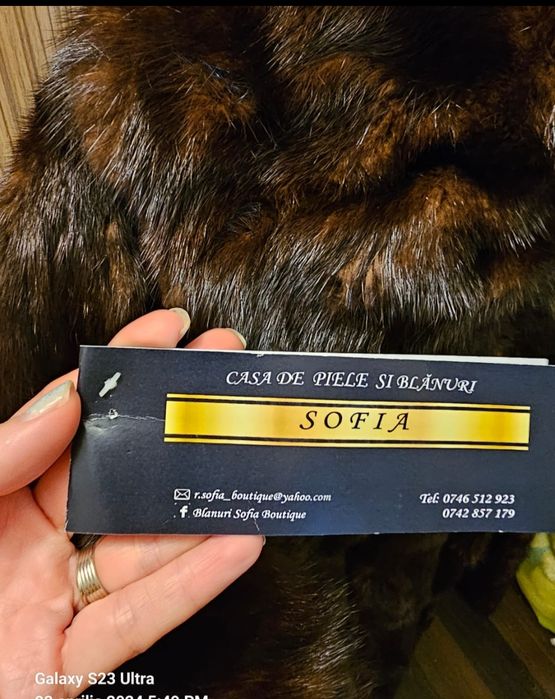 CASA DE PIELE SI BLĂNURI
SOFIA
r.sofia_boutique@yahoo.com
Blanuri Sofia Boutique
Tel: 0746 512 923
0742 857 179
Galaxy S23 Ultra